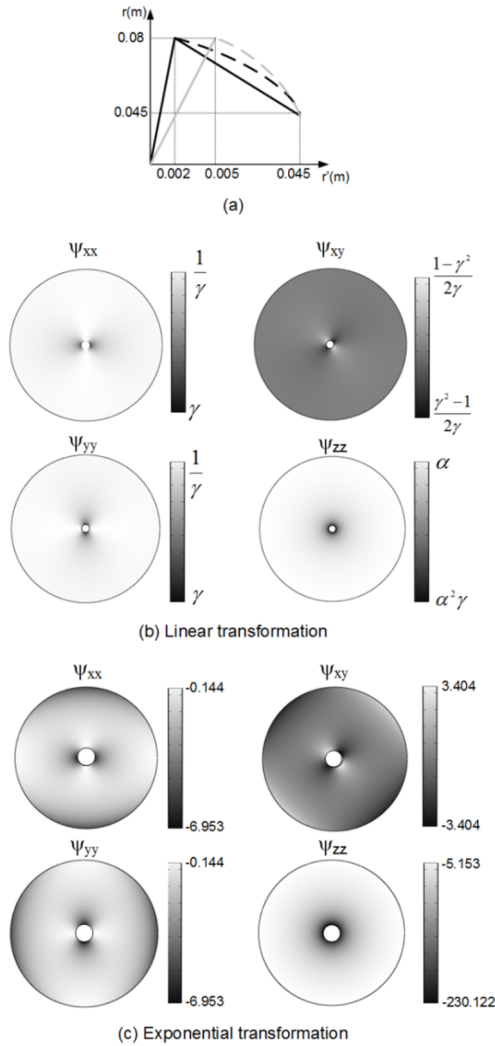 r(m)
0.08
0.045
0.002 0.005 0.045
r'(m)
(a)
Ψxx Ψxy
1/γ (1−γ²)/2γ
γ (γ²−1)/2γ
Ψyy Ψzz
1/γ α
γ α²γ
(b) Linear transformation
Ψxx Ψxy
-0.144 3.404
-6.953 -3.404
Ψyy Ψzz
-0.144 -5.153
-6.953 -230.122
(c) Exponential transformation